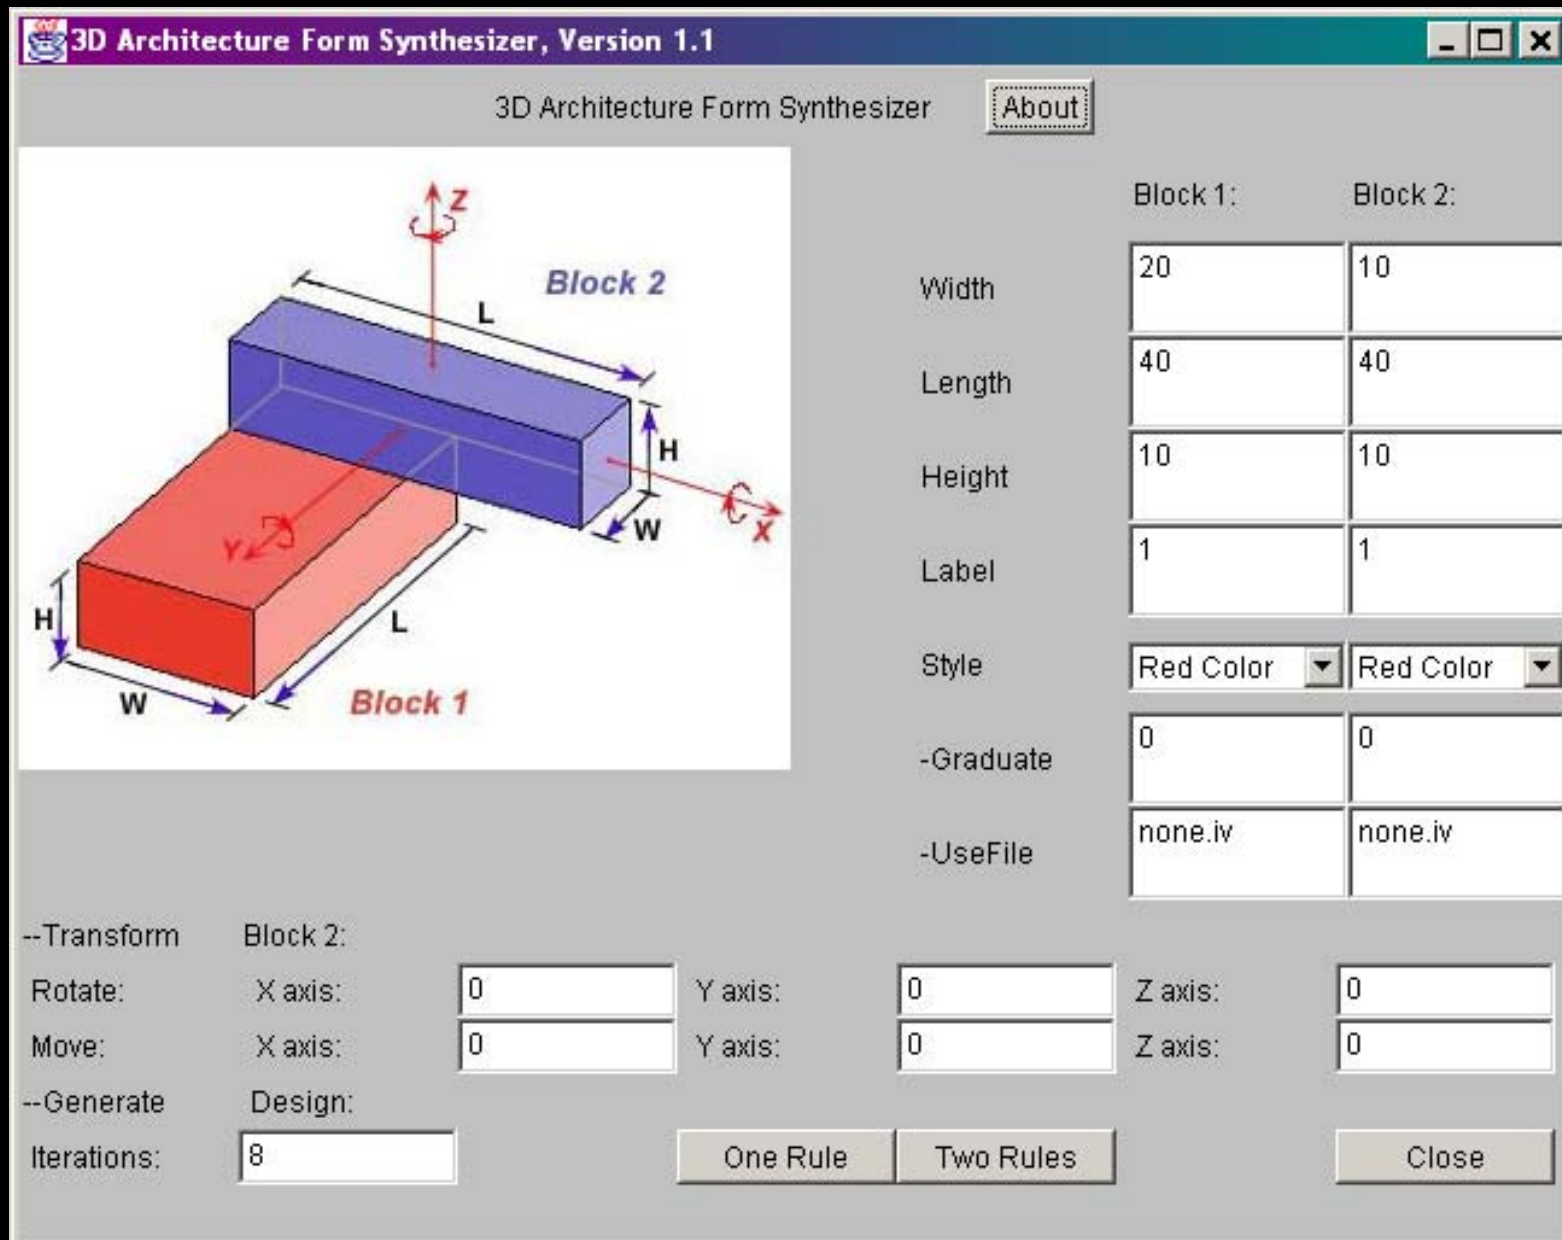 3D Architecture Form Synthesizer, Version 1.1
3D Architecture Form Synthesizer About
Z
Block 2
L
H
W
X
Y
H
L
W
Block 1
Block 1: Block 2:
Width 20 10
Length 40 40
Height 10 10
Label 1 1
Style Red Color Red Color
-Graduate 0 0
-UseFile none.iv none.iv
--Transform Block 2:
Rotate: X axis: 0 Y axis: 0 Z axis: 0
Move: X axis: 0 Y axis: 0 Z axis: 0
--Generate Design:
Iterations: 8 One Rule Two Rules Close